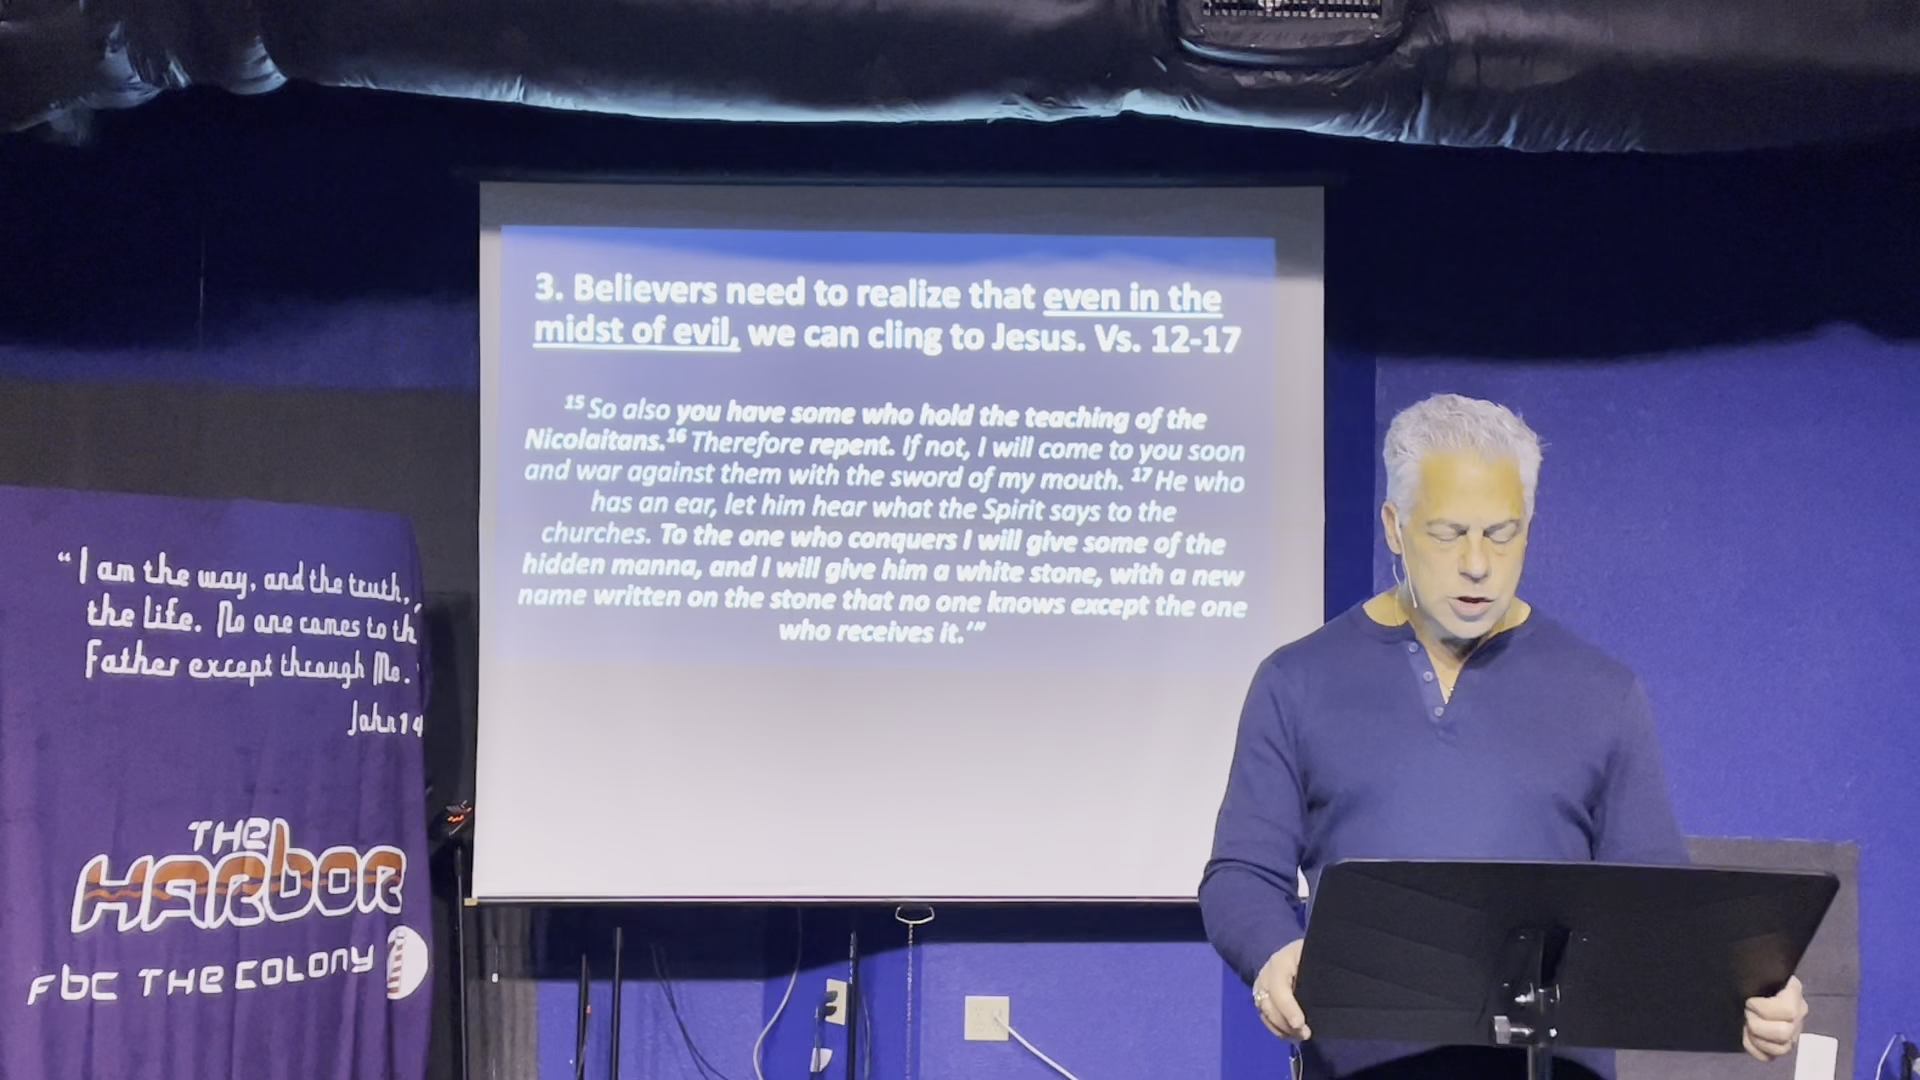 3. Believers need to realize that even in the
midst of evil, we can cling to Jesus. Vs. 12-17
15 So also you have some who hold the teaching of the
Nicolaitans.16 Therefore repent. If not, I will come to you soon
and war against them with the sword of my mouth. 17 He who
has an ear, let him hear what the Spirit says to the
churches. To the one who conquers I will give some of the
hidden manna, and I will give him a white stone, with a new
name written on the stone that no one knows except the one
who receives it.’”
“I am the way, and the truth,
the life. No one comes to th
Father except through Me.
John 14
THE
HARBOR
FBC THE COLONY